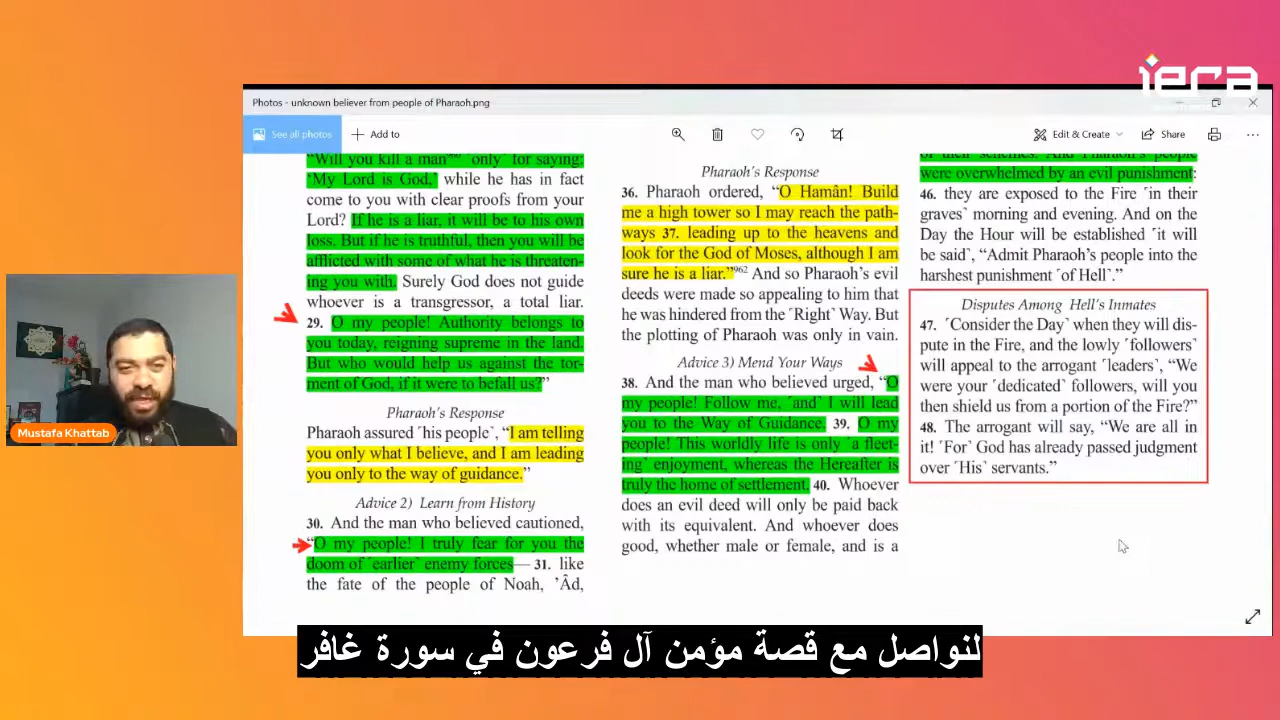 iera
Photos - unknown believer from people of Pharaoh.png
See all photos
Add to
Edit & Create
Share
"Will you kill a man⁹⁶⁰ ˹only˺ for saying:
'My Lord is God,' while he has in fact
come to you with clear proofs from your
Lord? If he is a liar, it will be to his own
loss. But if he is truthful, then you will be
afflicted with some of what he is threaten-
ing you with. Surely God does not guide
whoever is a transgressor, a total liar.
29. O my people! Authority belongs to
you today, reigning supreme in the land.
But who would help us against the tor-
ment of God, if it were to befall us?"
Pharaoh's Response
Pharaoh assured ˹his people˺, "I am telling
you only what I believe, and I am leading
you only to the way of guidance."
Advice 2) Learn from History
30. And the man who believed cautioned,
"O my people! I truly fear for you the
doom of ˹earlier˺ enemy forces— 31. like
the fate of the people of Noah, 'Âd,
Pharaoh's Response
36. Pharaoh ordered, "O Hamân! Build
me a high tower so I may reach the path-
ways 37. leading up to the heavens and
look for the God of Moses, although I am
sure he is a liar."⁹⁶² And so Pharaoh's evil
deeds were made so appealing to him that
he was hindered from the ˹Right˺ Way. But
the plotting of Pharaoh was only in vain.
Advice 3) Mend Your Ways
38. And the man who believed urged, "O
my people! Follow me, ˹and˺ I will lead
you to the Way of Guidance. 39. O my
people! This worldly life is only ˹a fleet-
ing˺ enjoyment, whereas the Hereafter is
truly the home of settlement. 40. Whoever
does an evil deed will only be paid back
with its equivalent. And whoever does
good, whether male or female, and is a
of their schemes. And Pharaoh's people
were overwhelmed by an evil punishment:
46. they are exposed to the Fire ˹in their
graves˺ morning and evening. And on the
Day the Hour will be established ˹it will
be said˺, "Admit Pharaoh's people into the
harshest punishment ˹of Hell˺."
Disputes Among Hell's Inmates
47. ˹Consider the Day˺ when they will dis-
pute in the Fire, and the lowly ˹followers˺
will appeal to the arrogant ˹leaders˺, "We
were your ˹dedicated˺ followers, will you
then shield us from a portion of the Fire?"
48. The arrogant will say, "We are all in
it! ˹For˺ God has already passed judgment
over ˹His˺ servants."
Mustafa Khattab
لنواصل مع قصة مؤمن آل فرعون في سورة غافر